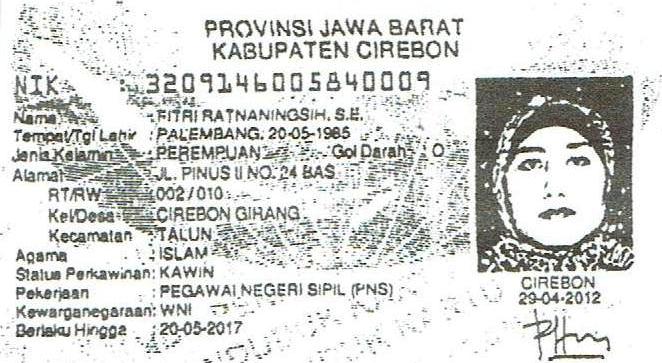 PROVINSI JAWA BARAT
KABUPATEN CIREBON
NIK : 3209146005840009
Nama : FITRI RATNANINGSIH, S.E.
Tempat/Tgl Lahir : PALEMBANG, 20-05-1985
Jenis Kelamin : PEREMPUAN Gol Darah : O
Alamat : JL. PINUS II NO. 24 BAS
RT/RW : 002/010
Kel/Desa : CIREBON GIRANG
Kecamatan : TALUN
Agama : ISLAM
Status Perkawinan : KAWIN
Pekerjaan : PEGAWAI NEGERI SIPIL (PNS)
Kewarganegaraan : WNI
Berlaku Hingga : 20-05-2017
CIREBON
29-04-2012